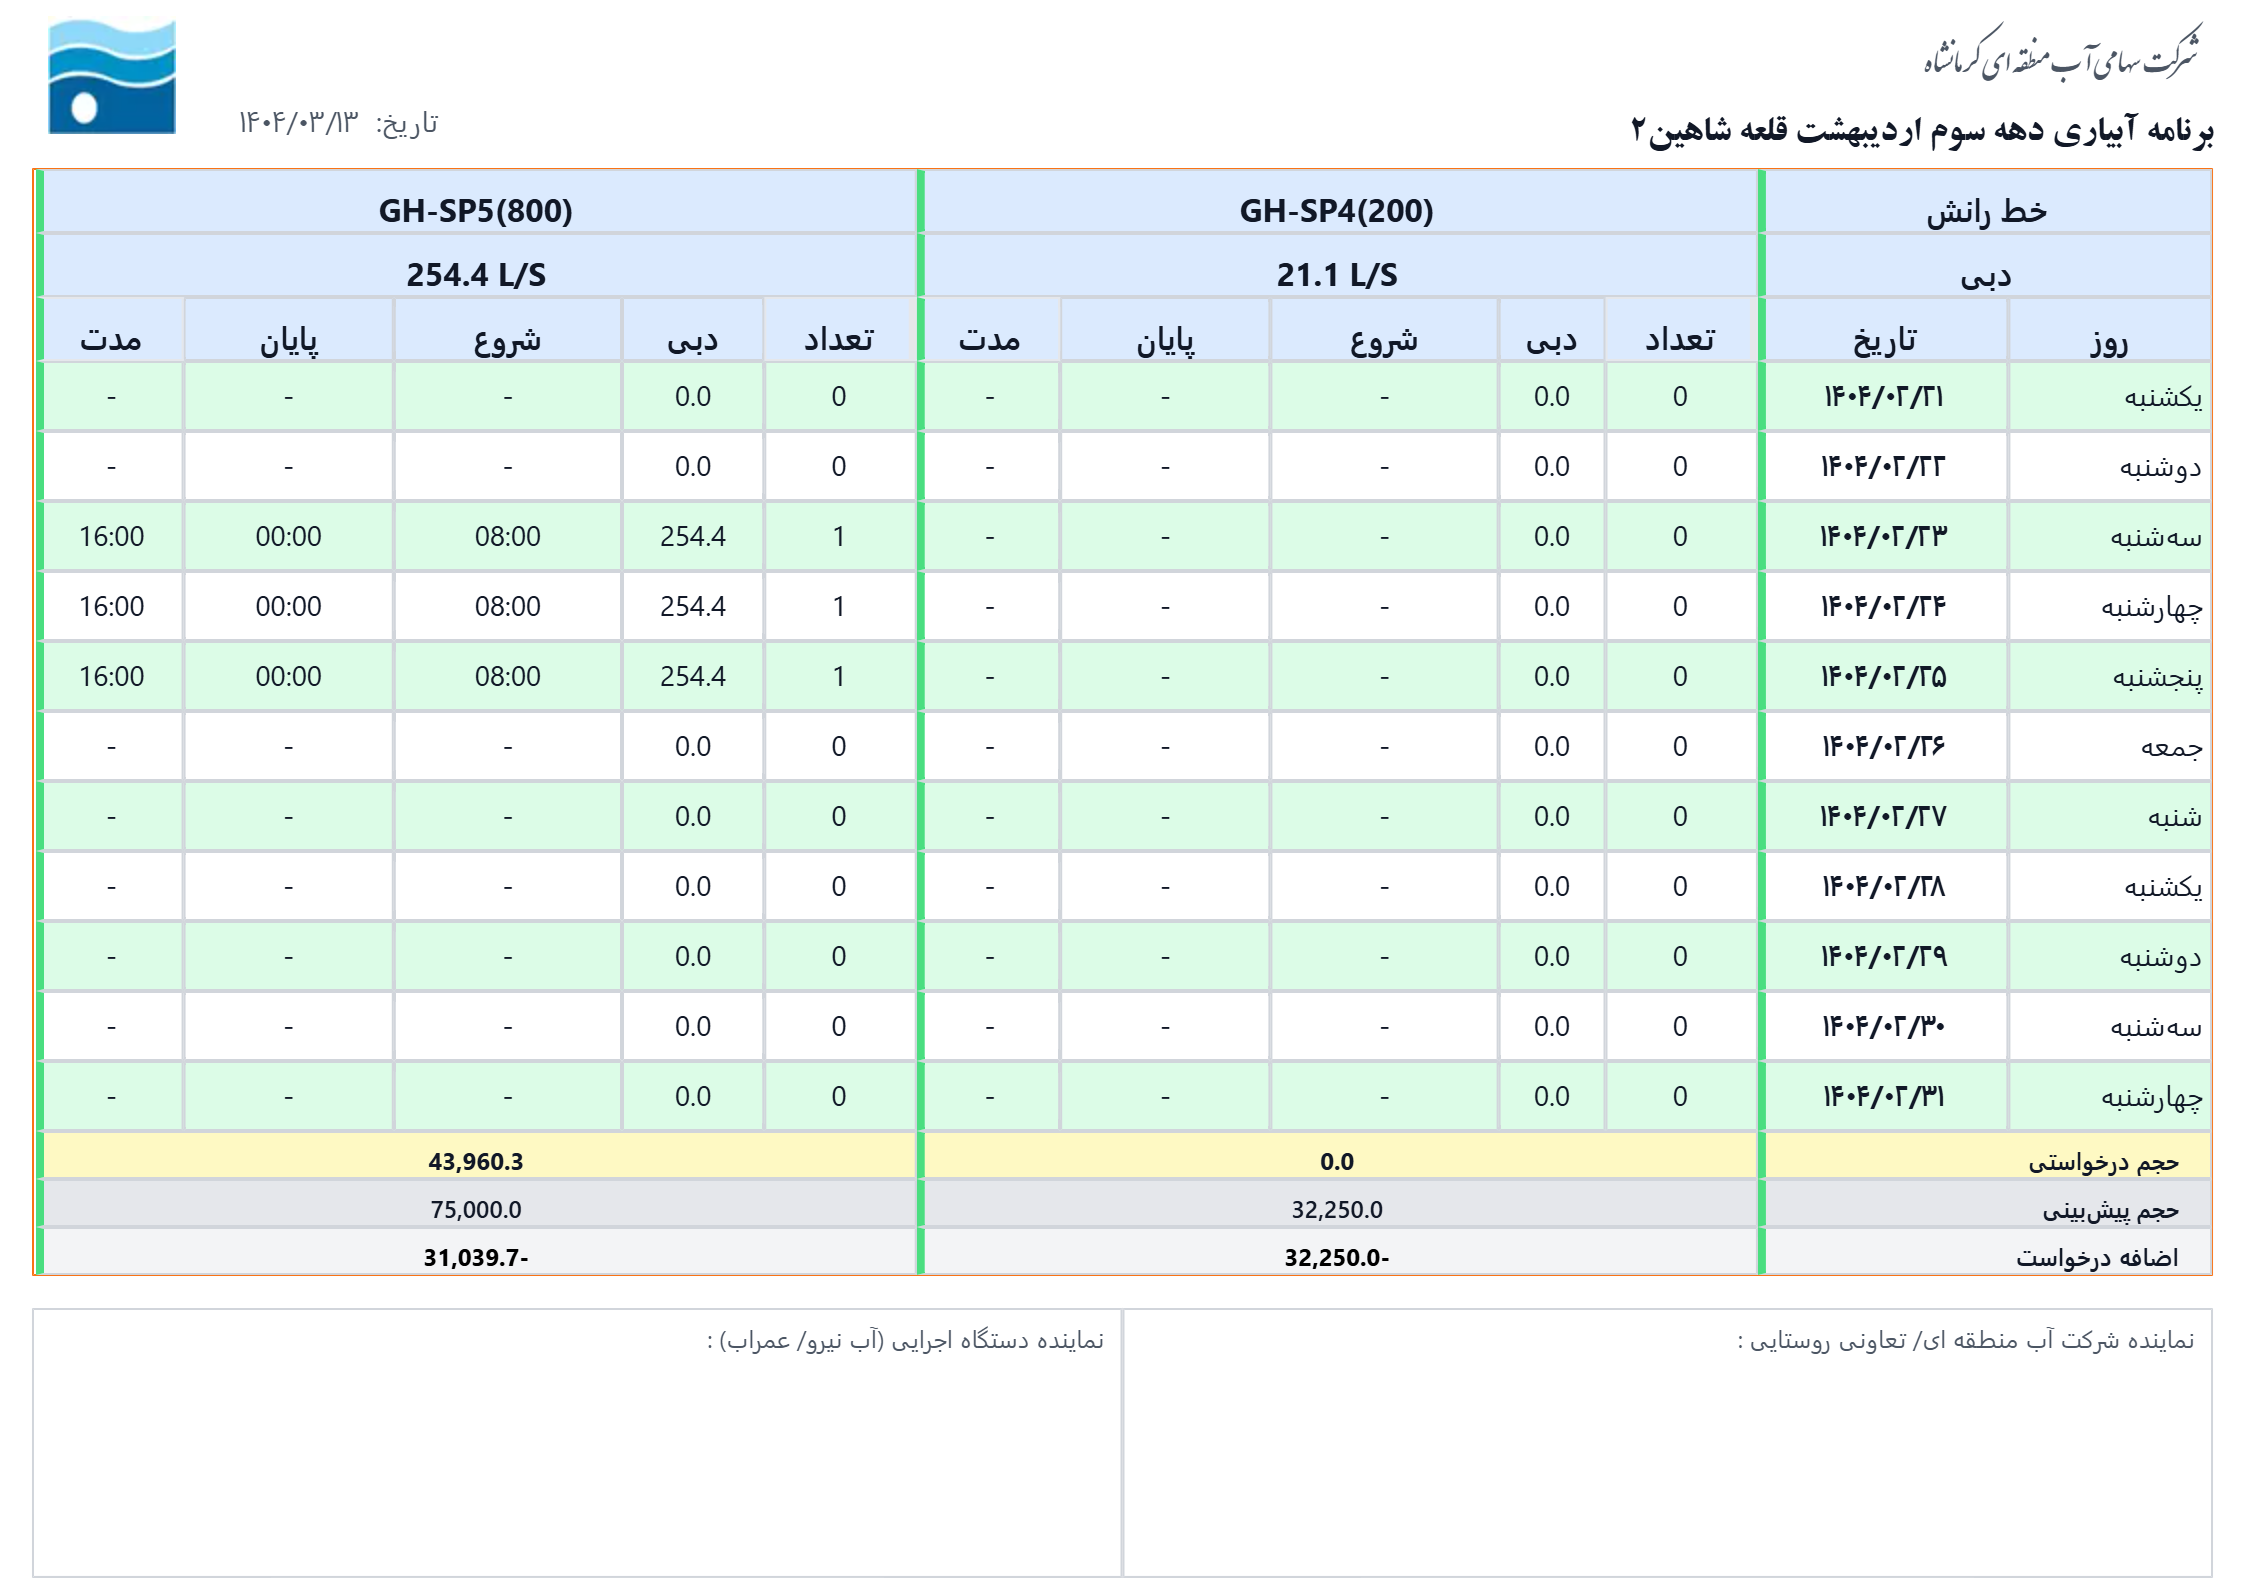 شرکت سهامی آب منطقه ای کرمانشاه
برنامه آبیاری دهه سوم اردیبهشت قلعه شاهین۲
تاریخ: ۱۴۰۴/۰۳/۱۳
خط رانش GH-SP4(200) GH-SP5(800)
دبی 21.1 L/S 254.4 L/S
روز تاریخ تعداد دبی شروع پایان مدت تعداد دبی شروع پایان مدت
یکشنبه ۱۴۰۴/۰۲/۲۱ 0 0.0 - - - 0 0.0 - - -
دوشنبه ۱۴۰۴/۰۲/۲۲ 0 0.0 - - - 0 0.0 - - -
سه‌شنبه ۱۴۰۴/۰۲/۲۳ 0 0.0 - - - 1 254.4 08:00 00:00 16:00
چهارشنبه ۱۴۰۴/۰۲/۲۴ 0 0.0 - - - 1 254.4 08:00 00:00 16:00
پنجشنبه ۱۴۰۴/۰۲/۲۵ 0 0.0 - - - 1 254.4 08:00 00:00 16:00
جمعه ۱۴۰۴/۰۲/۲۶ 0 0.0 - - - 0 0.0 - - -
شنبه ۱۴۰۴/۰۲/۲۷ 0 0.0 - - - 0 0.0 - - -
یکشنبه ۱۴۰۴/۰۲/۲۸ 0 0.0 - - - 0 0.0 - - -
دوشنبه ۱۴۰۴/۰۲/۲۹ 0 0.0 - - - 0 0.0 - - -
سه‌شنبه ۱۴۰۴/۰۲/۳۰ 0 0.0 - - - 0 0.0 - - -
چهارشنبه ۱۴۰۴/۰۲/۳۱ 0 0.0 - - - 0 0.0 - - -
حجم درخواستی 0.0 43,960.3
حجم پیش‌بینی 32,250.0 75,000.0
اضافه درخواست 32,250.0- 31,039.7-
نماینده شرکت آب منطقه ای/ تعاونی روستایی :
نماینده دستگاه اجرایی (آب نیرو/ عمراب) :